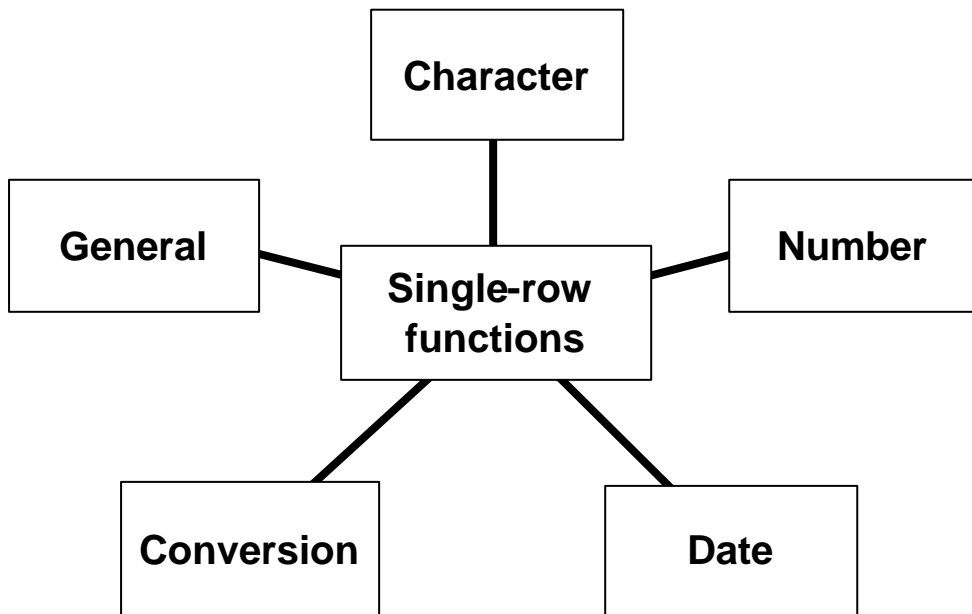 Character
General
Number
Single-row
functions
Conversion
Date